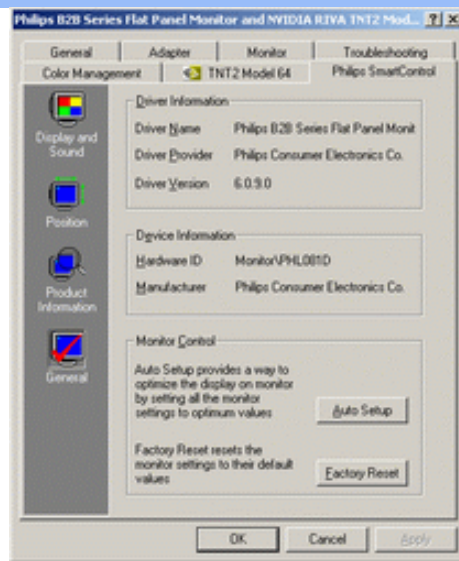 Philips B2B Series Flat Panel Monitor and NVIDIA RIVA TNT2 Mod...
General Adapter Monitor Troubleshooting
Color Management TNT2 Model 64 Philips SmartControl
Display and
Sound
Position
Product
Information
General
Driver Information
Driver Name Philips B2B Series Flat Panel Monit
Driver Provider Philips Consumer Electronics Co.
Driver Version 6.0.9.0
Device Information
Hardware ID Monitor\PHL081D
Manufacturer Philips Consumer Electronics Co.
Monitor Control
Auto Setup provides a way to
optimize the display on monitor
by setting all the monitor
settings to optimum values
Auto Setup
Factory Reset resets the
monitor settings to their default
values
Factory Reset
OK Cancel Apply